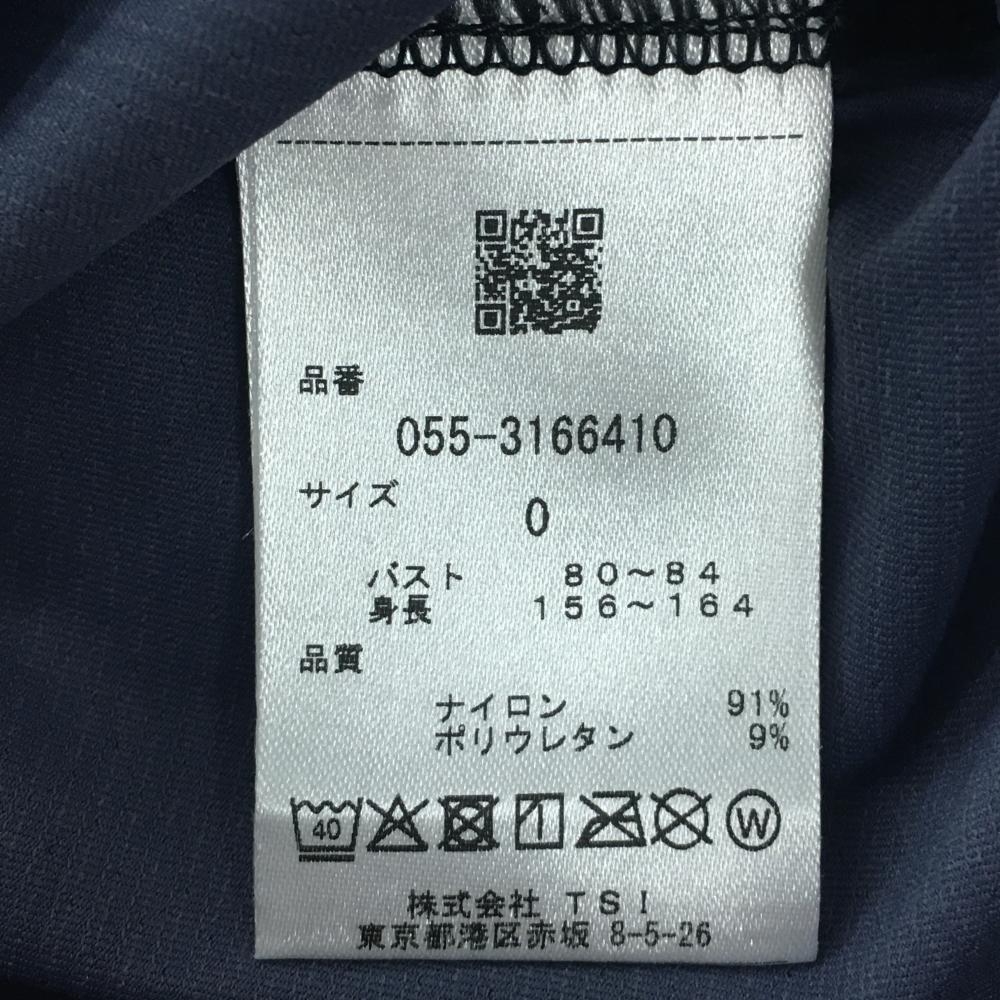 品番
055-3166410
サイズ
0
バスト 80～84
身長 156～164
品質
ナイロン 91%
ポリウレタン 9%
40 W
株式会社 TSI
東京都港区赤坂 8-5-26